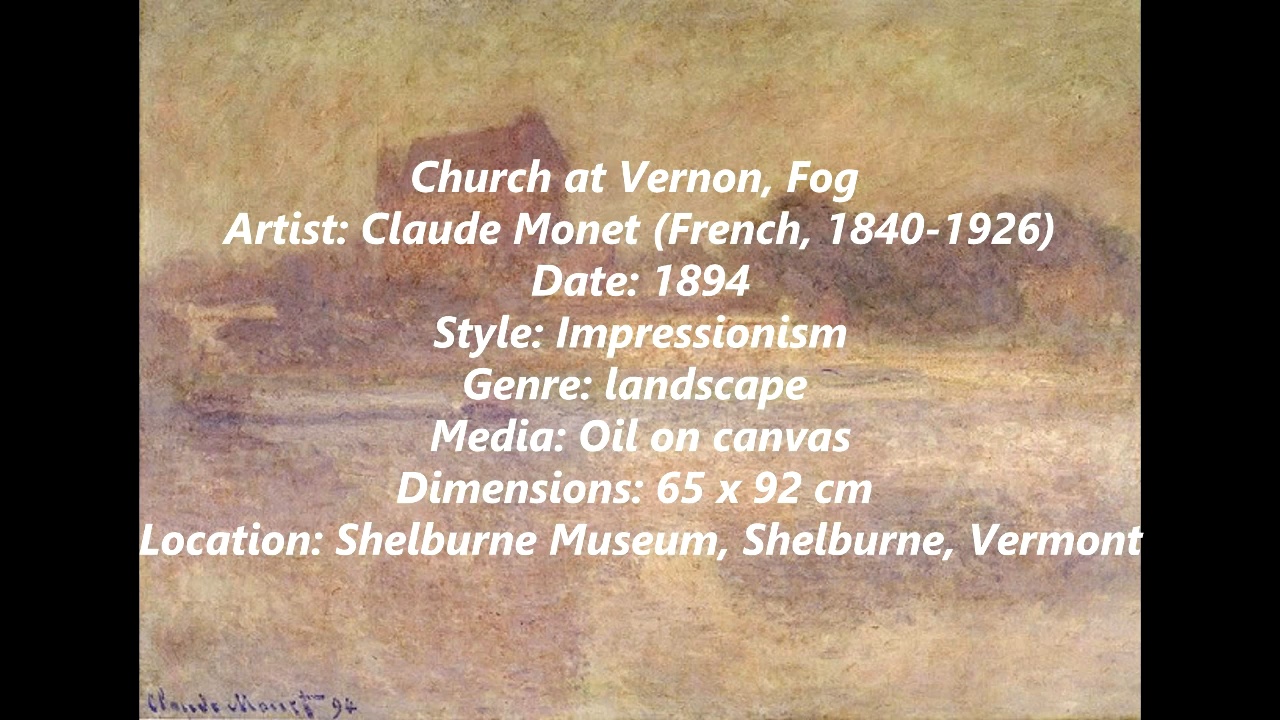 Church at Vernon, Fog
Artist: Claude Monet (French, 1840-1926)
Date: 1894
Style: Impressionism
Genre: landscape
Media: Oil on canvas
Dimensions: 65 x 92 cm
Location: Shelburne Museum, Shelburne, Vermont
Claude Monet 94